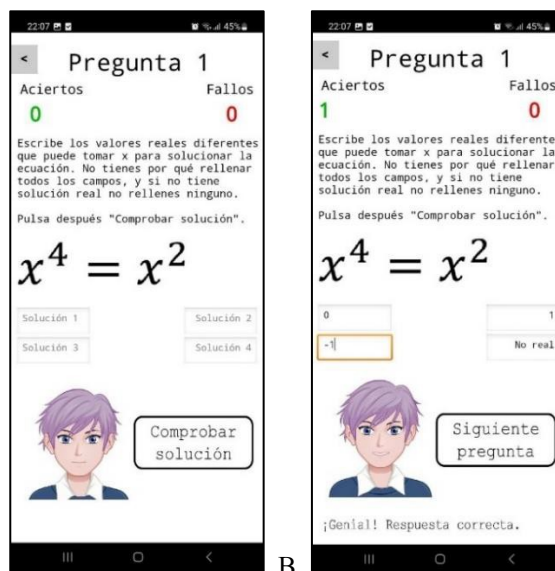 22:07 45%
< Pregunta 1
Aciertos Fallos
0 0
Escribe los valores reales diferentes
que puede tomar x para solucionar la
ecuación. No tienes por qué rellenar
todos los campos, y si no tiene
solución real no rellenes ninguno.
Pulsa después "Comprobar solución".
x⁴ = x²
Solución 1 Solución 2
Solución 3 Solución 4
Comprobar
solución
B
22:07 45%
< Pregunta 1
Aciertos Fallos
1 0
Escribe los valores reales diferente
que puede tomar x para solucionar la
ecuación. No tienes por qué rellenar
todos los campos, y si no tiene
solución real no rellenes ninguno.
Pulsa después "Comprobar solución".
x⁴ = x²
0 1
-1 No real
Siguiente
pregunta
¡Genial! Respuesta correcta.